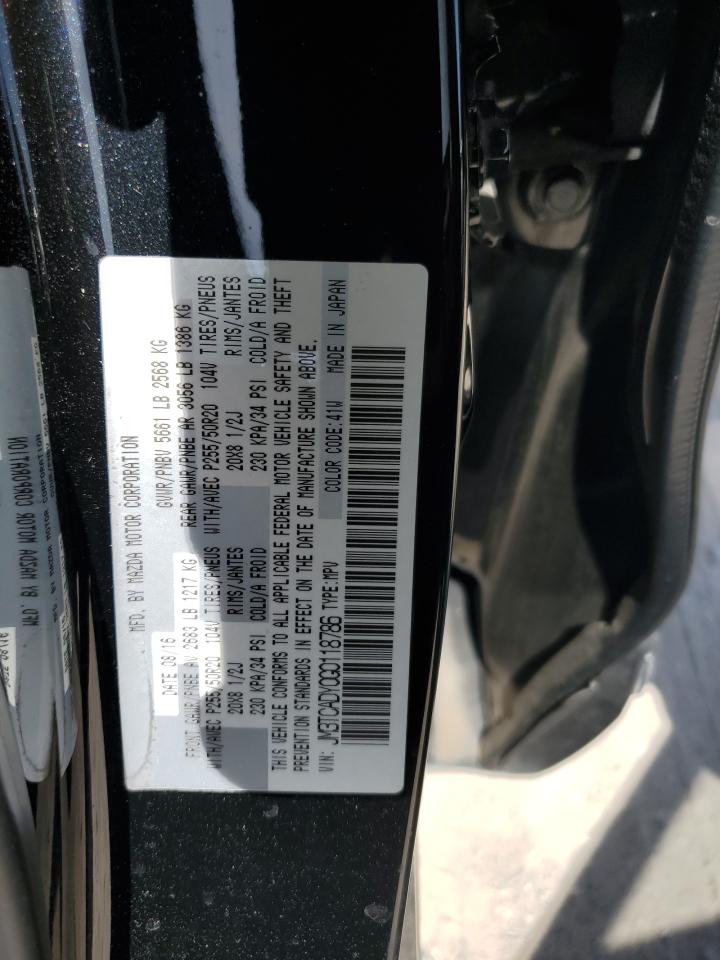 MFD. BY MAZDA MOTOR CORPORATION
DATE 08/16 GVWR/PNBV 5661 LB 2568 KG
FRONT GAWR/PNBE AV 2683 LB 1217 KG REAR GAWR/PNBE AR 3056 LB 1386 KG
WITH/AVEC P255/50R20 104V TIRES/PNEUS WITH/AVEC P255/50R20 104V TIRES/PNEUS
20X8 1/2J RIMS/JANTES 20X8 1/2J RIMS/JANTES
230 KPA/34 PSI COLD/A FROID 230 KPA/34 PSI COLD/A FROID
THIS VEHICLE CONFORMS TO ALL APPLICABLE FEDERAL MOTOR VEHICLE SAFETY AND THEFT
PREVENTION STANDARDS IN EFFECT ON THE DATE OF MANUFACTURE SHOWN ABOVE.
VIN: JM3TCADY0G0118786 TYPE:MPV COLOR CODE:41W MADE IN JAPAN